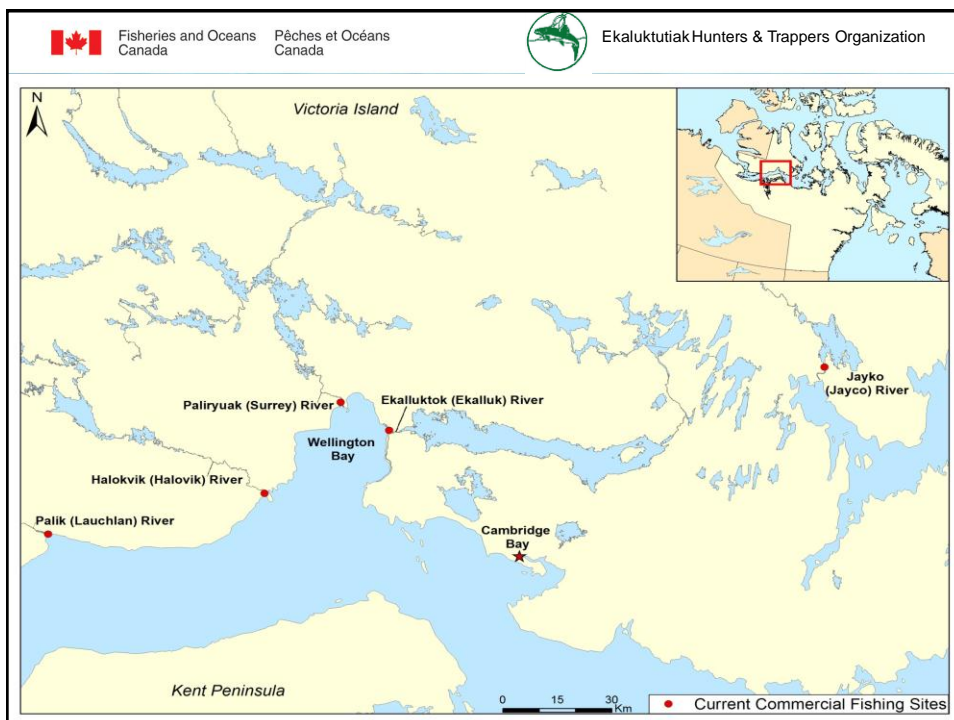 Fisheries and Oceans
Canada
Pêches et Océans
Canada
Ekaluktutiak Hunters & Trappers Organization
N
Victoria Island
Jayko
(Jayco) River
Paliryuak (Surrey) River
Ekalluktok (Ekalluk) River
Wellington
Bay
Halokvik (Halovik) River
Palik (Lauchlan) River
Cambridge
Bay
Kent Peninsula
0 15 30
Km
Current Commercial Fishing Sites